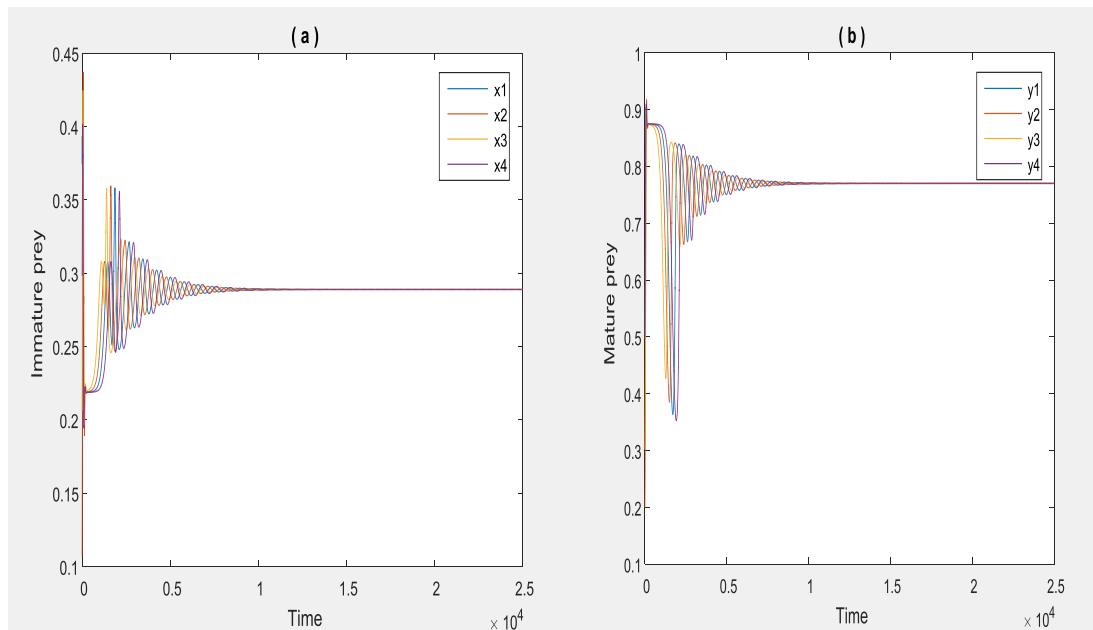 ( a )
0.45
0.4
0.35
0.3
0.25
0.2
0.15
0.1
Immature prey
x1
x2
x3
x4
0 0.5 1 1.5 2 2.5
Time
× 10^4
( b )
1
0.9
0.8
0.7
0.6
0.5
0.4
0.3
0.2
0.1
Mature prey
y1
y2
y3
y4
0 0.5 1 1.5 2 2.5
Time
× 10^4